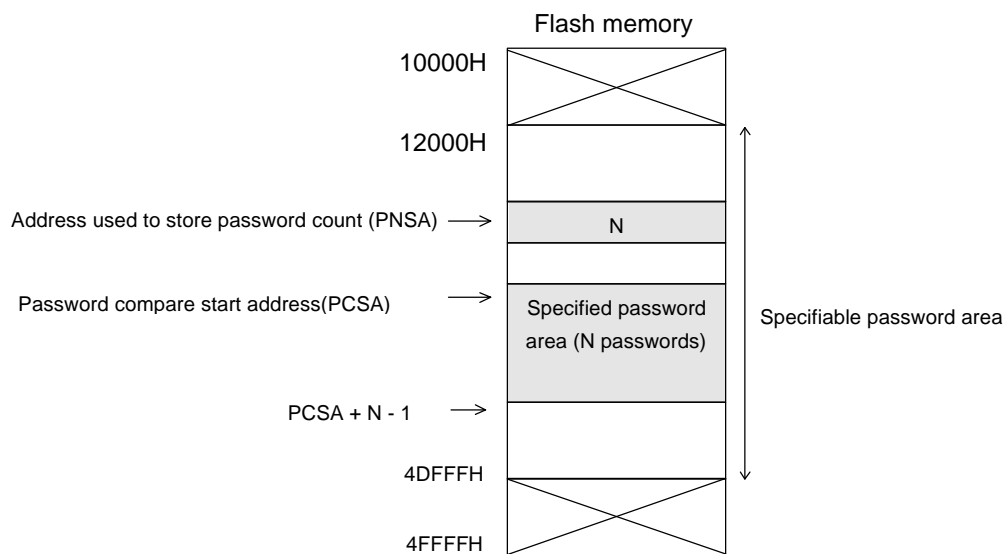 Flash memory
10000H
12000H
Address used to store password count (PNSA)
N
Password compare start address(PCSA)
Specified password
area (N passwords)
Specifiable password area
PCSA + N - 1
4DFFFH
4FFFFH